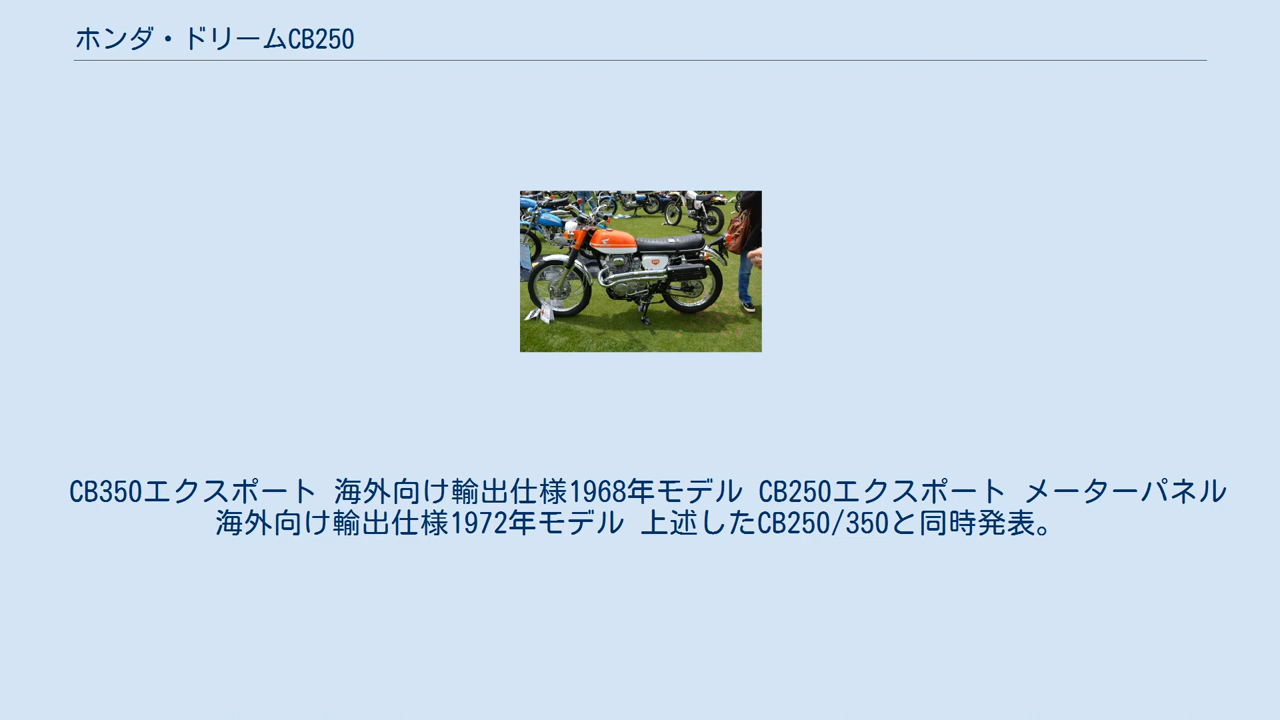 ホンダ・ドリームCB250
CB350エクスポート 海外向け輸出仕様1968年モデル CB250エクスポート メーターパネル
海外向け輸出仕様1972年モデル 上述したCB250/350と同時発表。